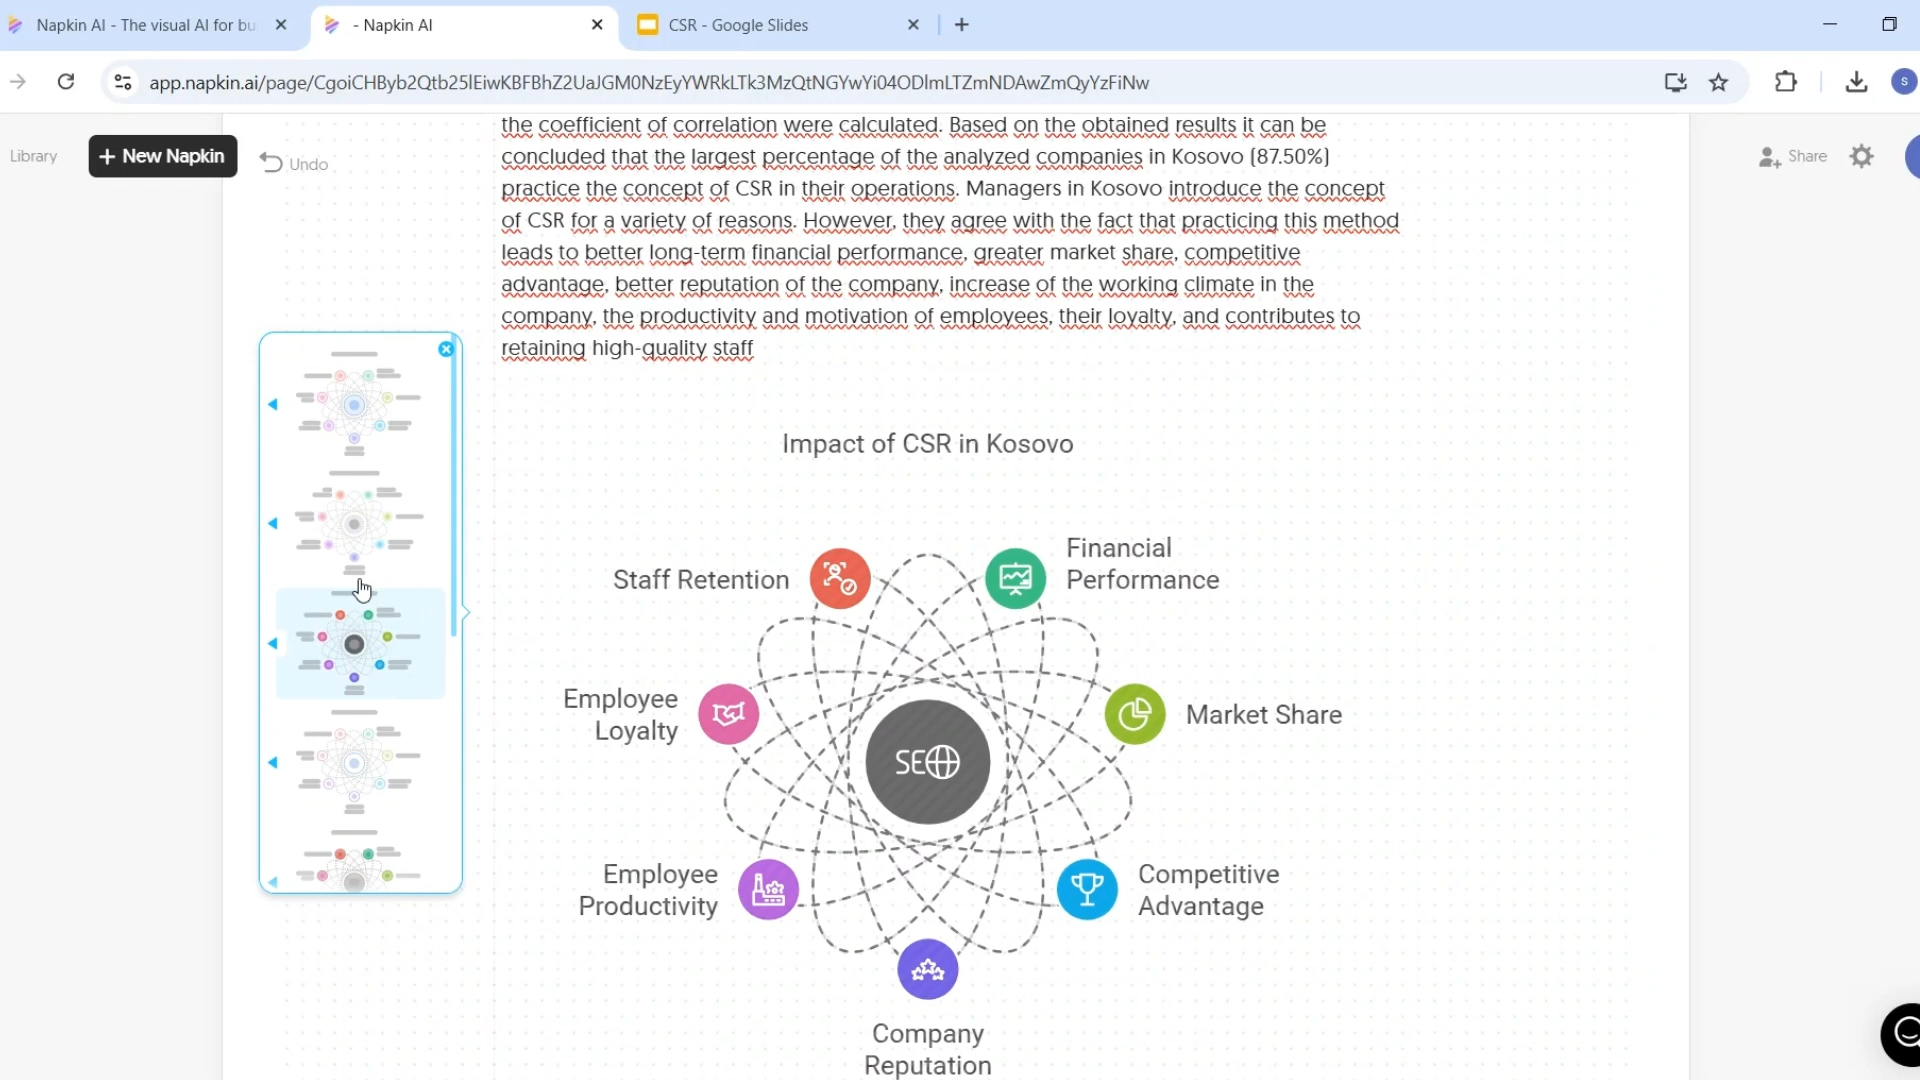 Napkin AI - The visual AI for bu
- Napkin AI
CSR - Google Slides
app.napkin.ai/page/CgoiCHByb2Qtb25lEiwKBFBhZ2UaJGM0NzEyYWRkLTk3MzQtNGYwYi04ODlmLTZmNDAwZmQyYzFiNw
S
Library
+ New Napkin
Undo
Share
the coefficient of correlation were calculated. Based on the obtained results it can be
concluded that the largest percentage of the analyzed companies in Kosovo (87.50%)
practice the concept of CSR in their operations. Managers in Kosovo introduce the concept
of CSR for a variety of reasons. However, they agree with the fact that practicing this method
leads to better long-term financial performance, greater market share, competitive
advantage, better reputation of the company, increase of the working climate in the
company, the productivity and motivation of employees, their loyalty, and contributes to
retaining high-quality staff
Impact of CSR in Kosovo
Staff Retention
Financial
Performance
Employee
Loyalty
Market Share
SE
Employee
Productivity
Competitive
Advantage
Company
Reputation